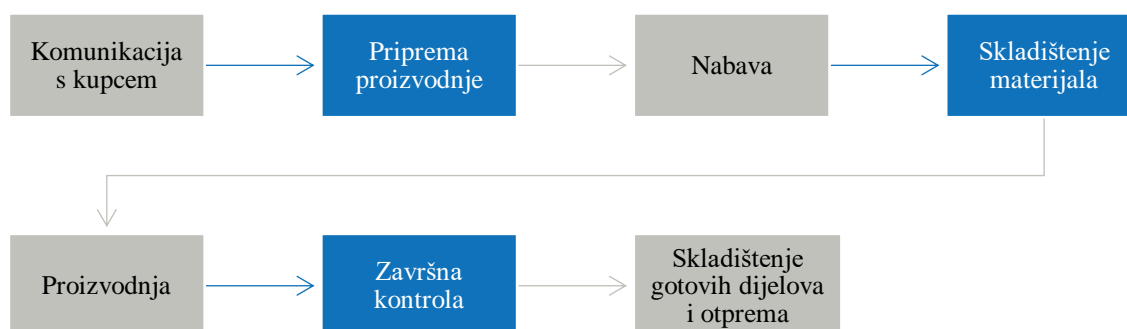 Komunikacija
s kupcem
Priprema
proizvodnje
Nabava
Skladištenje
materijala
Proizvodnja
Završna
kontrola
Skladištenje
gotovih dijelova
i otprema